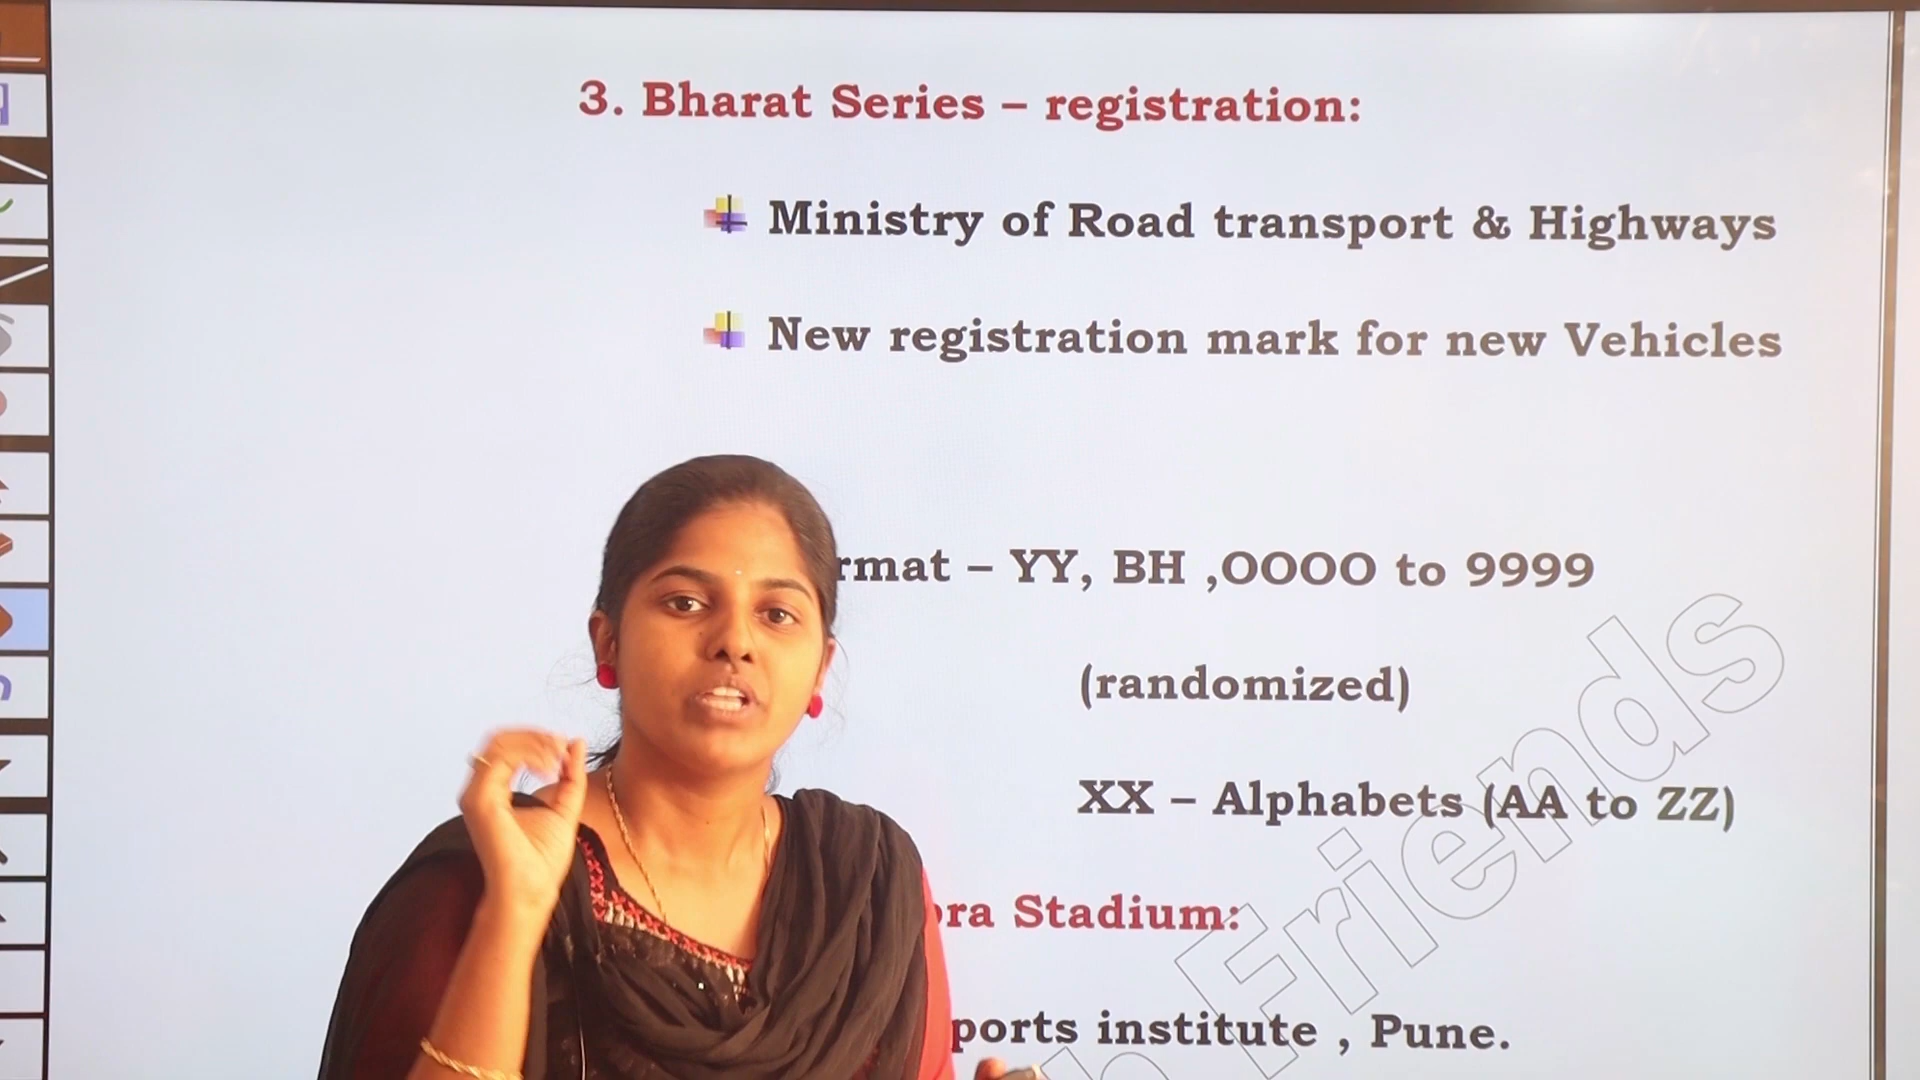 3. Bharat Series – registration:
Ministry of Road transport & Highways
New registration mark for new Vehicles
rmat – YY, BH ,OOOO to 9999
(randomized)
XX – Alphabets (AA to ZZ)
ra Stadium:
ports institute , Pune.
Friends